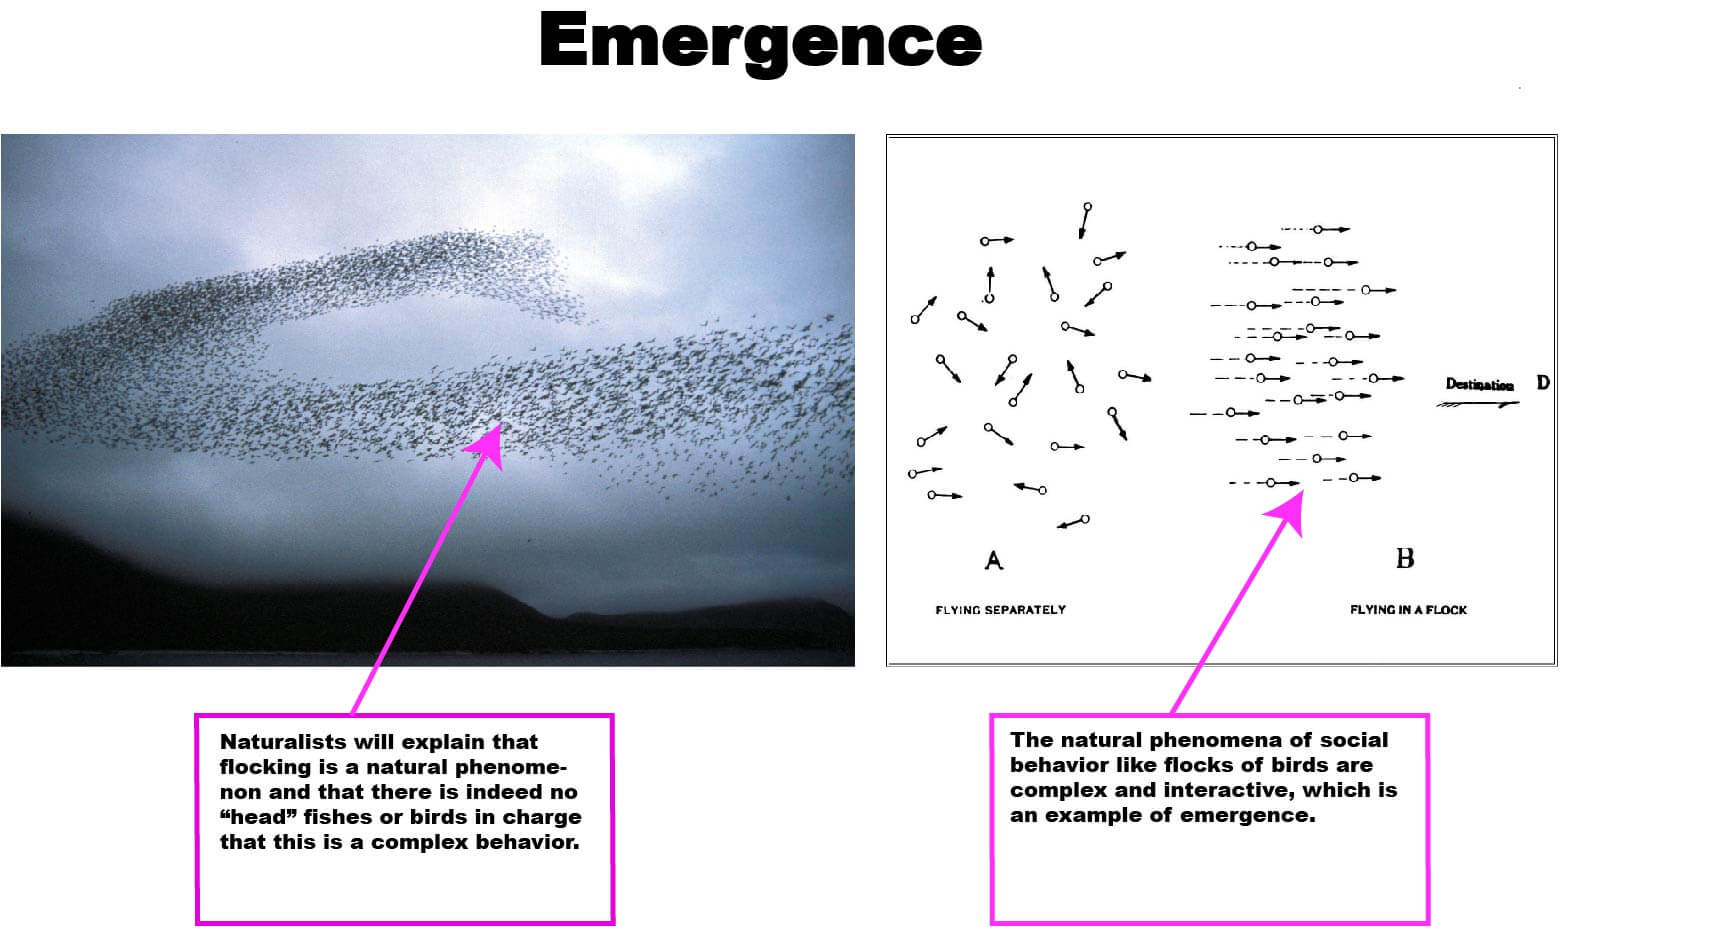 Emergence
Destination D
A
B
FLYING SEPARATELY
FLYING IN A FLOCK
Naturalists will explain that
flocking is a natural phenome-
non and that there is indeed no
“head” fishes or birds in charge
that this is a complex behavior.
The natural phenomena of social
behavior like flocks of birds are
complex and interactive, which is
an example of emergence.